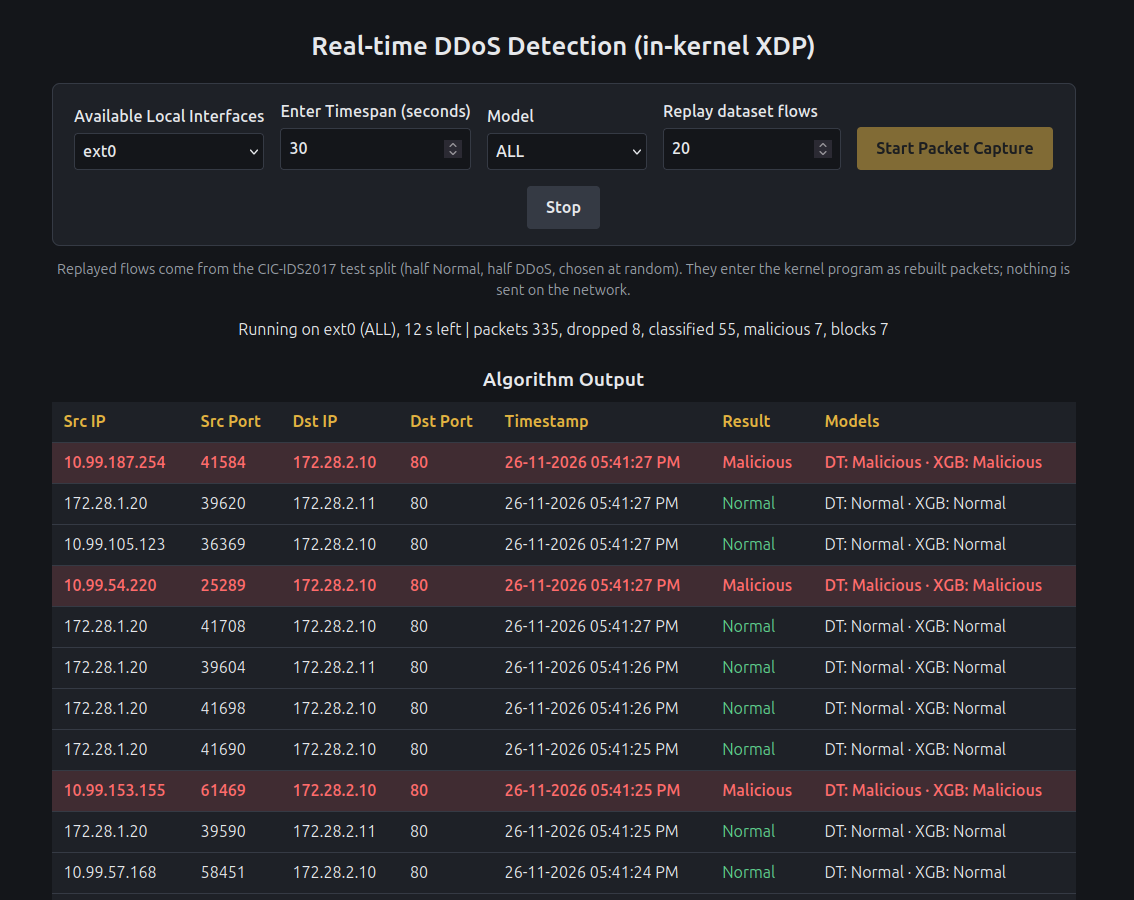 Real-time DDoS Detection (in-kernel XDP)
Available Local Interfaces Enter Timespan (seconds) Model Replay dataset flows
ext0 30 ALL 20 Start Packet Capture
Stop
Replayed flows come from the CIC-IDS2017 test split (half Normal, half DDoS, chosen at random). They enter the kernel program as rebuilt packets; nothing is
sent on the network.
Running on ext0 (ALL), 12 s left | packets 335, dropped 8, classified 55, malicious 7, blocks 7
Algorithm Output
Src IP Src Port Dst IP Dst Port Timestamp Result Models
10.99.187.254 41584 172.28.2.10 80 26-11-2026 05:41:27 PM Malicious DT: Malicious · XGB: Malicious
172.28.1.20 39620 172.28.2.11 80 26-11-2026 05:41:27 PM Normal DT: Normal · XGB: Normal
10.99.105.123 36369 172.28.2.10 80 26-11-2026 05:41:27 PM Normal DT: Normal · XGB: Normal
10.99.54.220 25289 172.28.2.10 80 26-11-2026 05:41:27 PM Malicious DT: Malicious · XGB: Malicious
172.28.1.20 41708 172.28.2.10 80 26-11-2026 05:41:27 PM Normal DT: Normal · XGB: Normal
172.28.1.20 39604 172.28.2.11 80 26-11-2026 05:41:26 PM Normal DT: Normal · XGB: Normal
172.28.1.20 41698 172.28.2.10 80 26-11-2026 05:41:26 PM Normal DT: Normal · XGB: Normal
172.28.1.20 41690 172.28.2.10 80 26-11-2026 05:41:25 PM Normal DT: Normal · XGB: Normal
10.99.153.155 61469 172.28.2.10 80 26-11-2026 05:41:25 PM Malicious DT: Malicious · XGB: Malicious
172.28.1.20 39590 172.28.2.11 80 26-11-2026 05:41:25 PM Normal DT: Normal · XGB: Normal
10.99.57.168 58451 172.28.2.10 80 26-11-2026 05:41:24 PM Normal DT: Normal · XGB: Normal